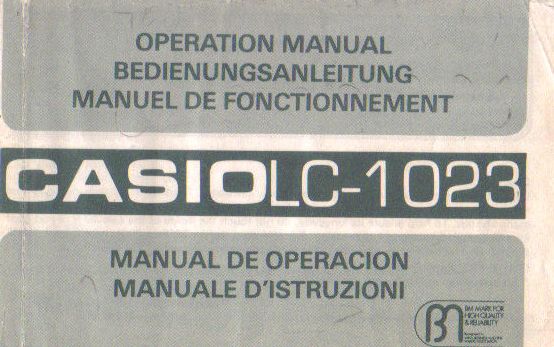 OPERATION MANUAL
BEDIENUNGSANLEITUNG
MANUEL DE FONCTIONNEMENT
CASIO LC-1023
MANUAL DE OPERACION
MANUALE D'ISTRUZIONI
BM MARK FOR
HIGH QUALITY
& RELIABILITY